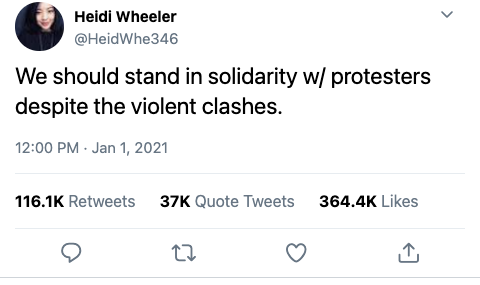 Heidi Wheeler
@HeidWhe346
We should stand in solidarity w/ protesters
despite the violent clashes.
12:00 PM · Jan 1, 2021
116.1K Retweets 37K Quote Tweets 364.4K Likes